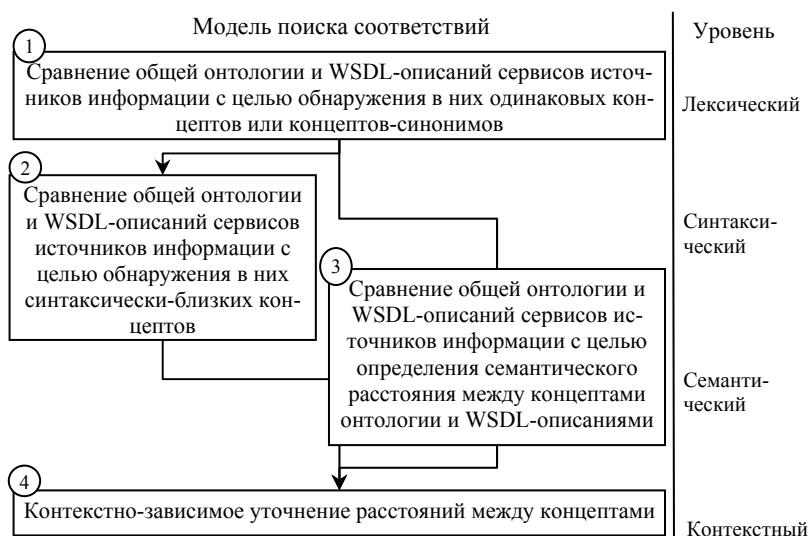 Модель поиска соответствий
Уровень
1
Сравнение общей онтологии и WSDL-описаний сервисов источ-
ников информации с целью обнаружения в них одинаковых кон-
цептов или концептов-синонимов
Лексический
2
Сравнение общей онтологии
и WSDL-описаний сервисов
источников информации с
целью обнаружения в них
синтаксически-близких кон-
цептов
Синтакси-
ческий
3
Сравнение общей онтологии и
WSDL-описаний сервисов ис-
точников информации с целью
определения семантического
расстояния между концептами
онтологии и WSDL-описаниями
Семанти-
ческий
4
Контекстно-зависимое уточнение расстояний между концептами
Контекстный